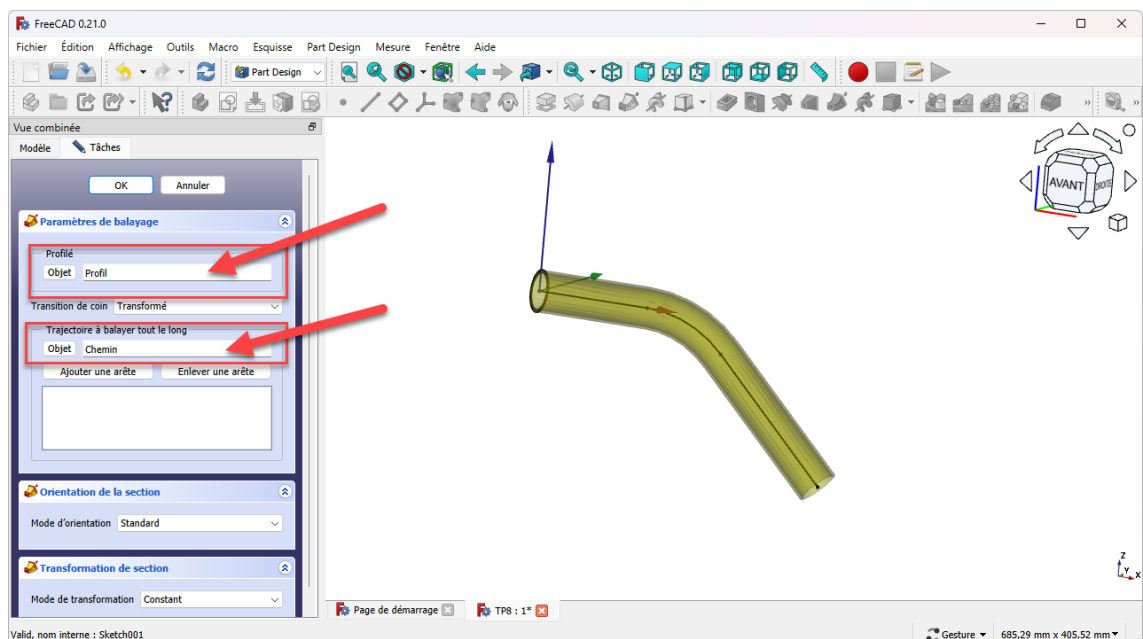 FreeCAD 0.21.0
Fichier Édition Affichage Outils Macro Esquisse Part Design Mesure Fenêtre Aide
Part Design
»
»
Vue combinée
Modèle Tâches
OK Annuler
Paramètres de balayage
Profilé
Objet Profil
Transition de coin Transformé
Trajectoire à balayer tout le long
Objet Chemin
Ajouter une arête Enlever une arête
Orientation de la section
Mode d'orientation Standard
Transformation de section
Mode de transformation Constant
AVANT
DROITE
Z
Y
X
Page de démarrage
TP8 : 1*
Valid, nom interne : Sketch001
Gesture
685,29 mm x 405,52 mm